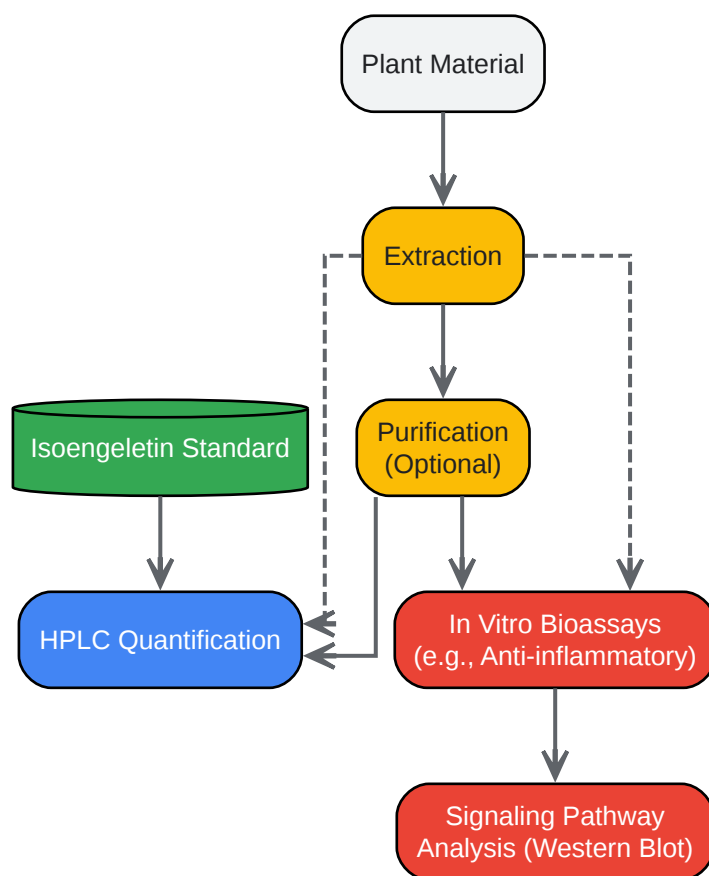 Plant Material
Extraction
Purification
(Optional)
Isoengeletin Standard
HPLC Quantification
In Vitro Bioassays
(e.g., Anti-inflammatory)
Signaling Pathway
Analysis (Western Blot)